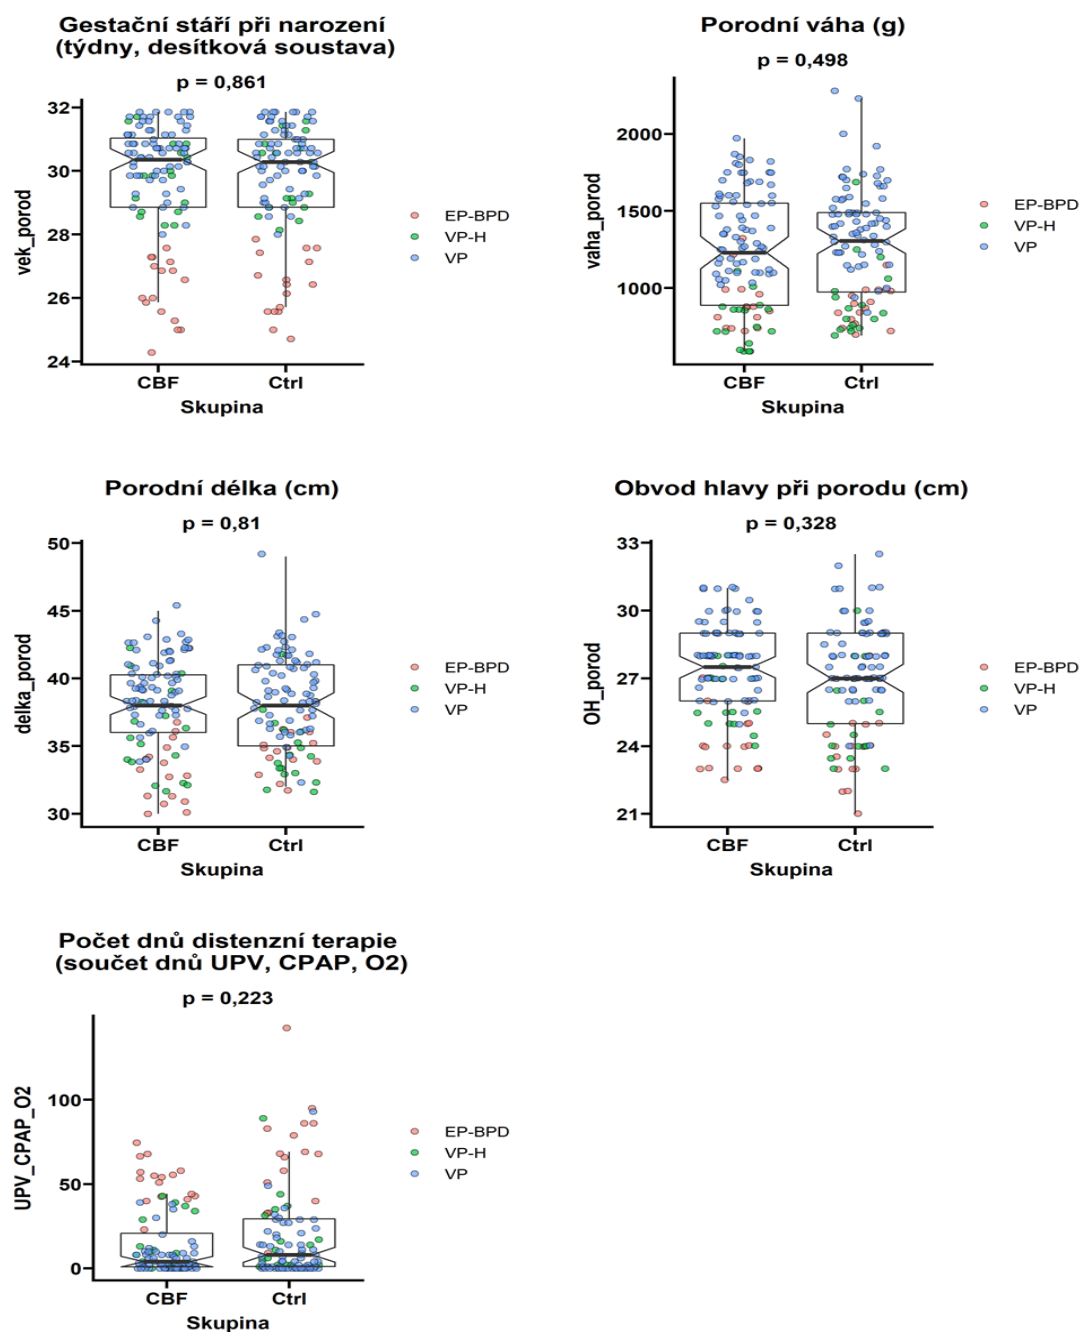 Gestační stáří při narození
(týdny, desítková soustava)
p = 0,861
32
30
28
26
24
vek_porod
CBF
Ctrl
Skupina
EP-BPD
VP-H
VP
Porodní váha (g)
p = 0,498
2000
1500
1000
vaha_porod
CBF
Ctrl
Skupina
EP-BPD
VP-H
VP
Porodní délka (cm)
p = 0,81
50
45
40
35
30
delka_porod
CBF
Ctrl
Skupina
EP-BPD
VP-H
VP
Obvod hlavy při porodu (cm)
p = 0,328
33
30
27
24
21
OH_porod
CBF
Ctrl
Skupina
EP-BPD
VP-H
VP
Počet dnů distenzní terapie
(součet dnů UPV, CPAP, O2)
p = 0,223
100
50
0
UPV_CPAP_O2
CBF
Ctrl
Skupina
EP-BPD
VP-H
VP